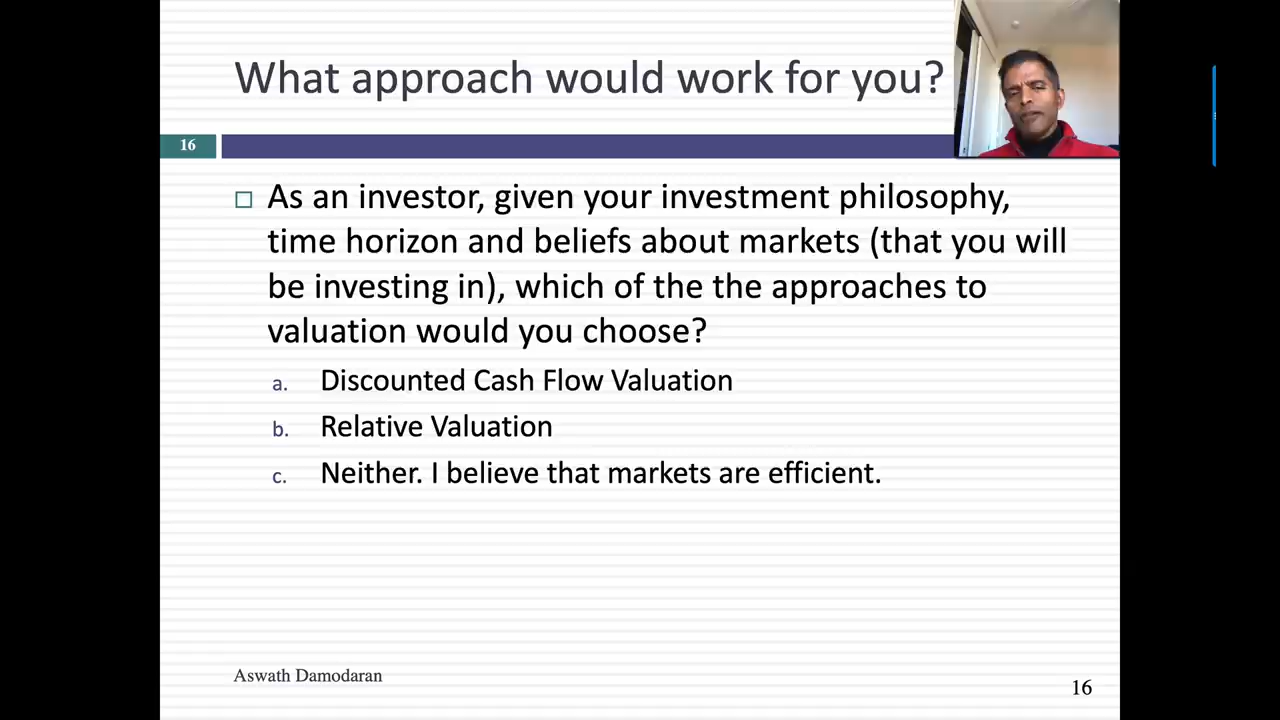 What approach would work for you?
16
□ As an investor, given your investment philosophy,
time horizon and beliefs about markets (that you will
be investing in), which of the the approaches to
valuation would you choose?
a. Discounted Cash Flow Valuation
b. Relative Valuation
c. Neither. I believe that markets are efficient.
Aswath Damodaran
16